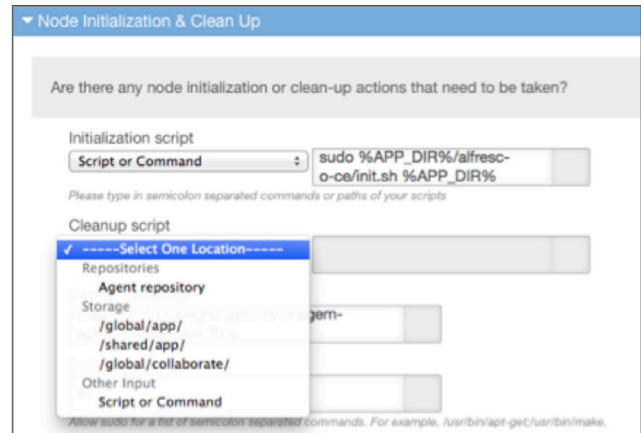 Node Initialization & Clean Up
Are there any node initialization or clean-up actions that need to be taken?
Initialization script
Script or Command
sudo %APP_DIR%/alfresc-
o-ce/init.sh %APP_DIR%
Please type in semicolon separated commands or paths of your scripts
Cleanup script
✓ -----Select One Location-----
Repositories
Agent repository
Storage
/global/app/
/shared/app/
/global/collaborate/
Other Input
Script or Command
gem-
Allow sudo for a list of semicolon separated commands. For example, /usr/bin/apt-get;/usr/bin/make.